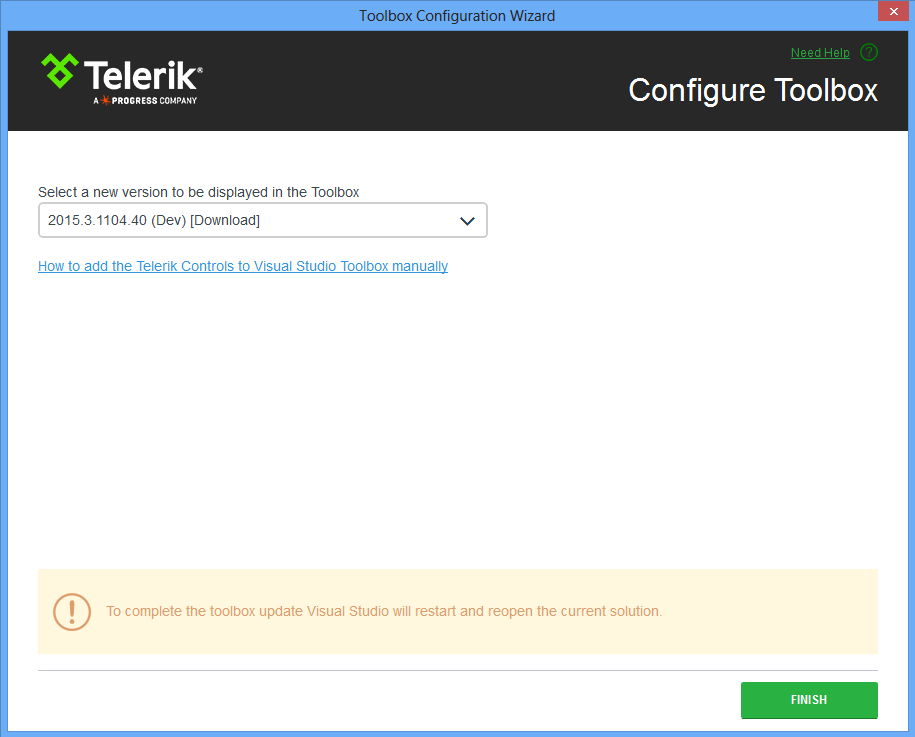 Toolbox Configuration Wizard
Need Help ?
Telerik®
A PROGRESS COMPANY
Configure Toolbox
Select a new version to be displayed in the Toolbox
2015.3.1104.40 (Dev) [Download]
How to add the Telerik Controls to Visual Studio Toolbox manually
To complete the toolbox update Visual Studio will restart and reopen the current solution.
FINISH